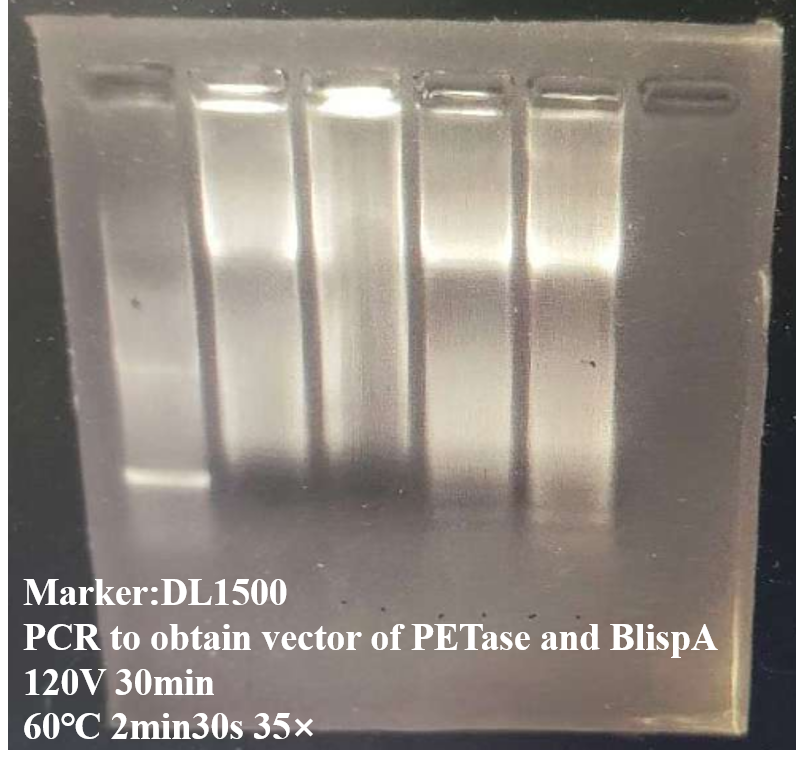 Marker:DL1500
PCR to obtain vector of PETase and BlispA
120V 30min
60℃ 2min30s 35×